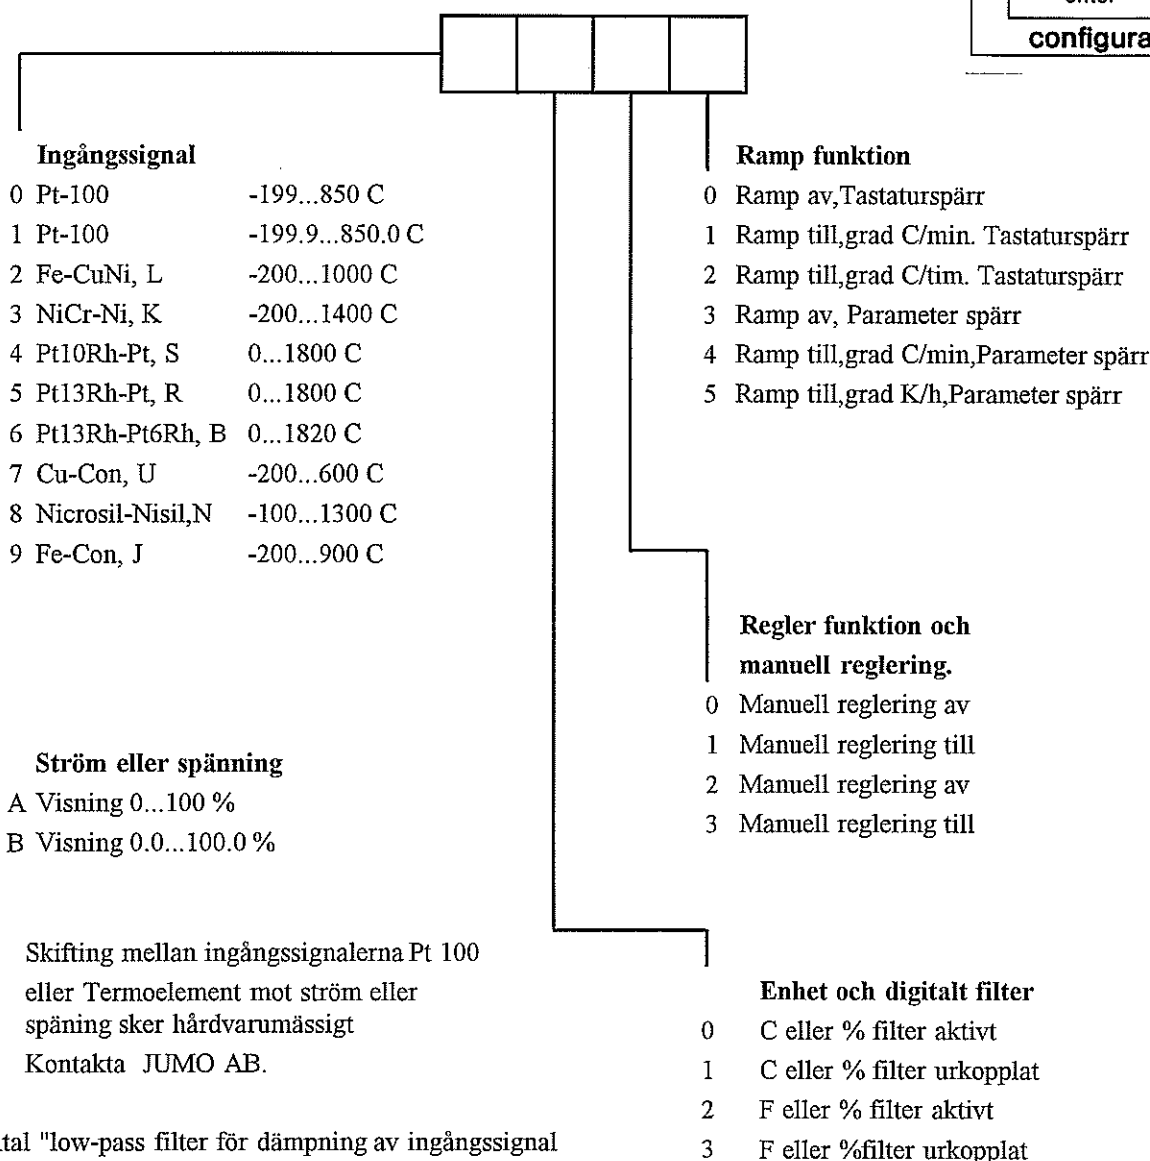 configura
Ingångssignal
0 Pt-100 -199...850 C
1 Pt-100 -199.9...850.0 C
2 Fe-CuNi, L -200...1000 C
3 NiCr-Ni, K -200...1400 C
4 Pt10Rh-Pt, S 0...1800 C
5 Pt13Rh-Pt, R 0...1800 C
6 Pt13Rh-Pt6Rh, B 0...1820 C
7 Cu-Con, U -200...600 C
8 Nicrosil-Nisil,N -100...1300 C
9 Fe-Con, J -200...900 C
Ramp funktion
0 Ramp av,Tastaturspärr
1 Ramp till,grad C/min. Tastaturspärr
2 Ramp till,grad C/tim. Tastaturspärr
3 Ramp av, Parameter spärr
4 Ramp till,grad C/min,Parameter spärr
5 Ramp till,grad K/h,Parameter spärr
Regler funktion och
manuell reglering.
0 Manuell reglering av
1 Manuell reglering till
2 Manuell reglering av
3 Manuell reglering till
Ström eller spänning
A Visning 0...100 %
B Visning 0.0...100.0 %
Skifting mellan ingångssignalerna Pt 100
eller Termoelement mot ström eller
späning sker hårdvarumässigt
Kontakta JUMO AB.
Enhet och digitalt filter
0 C eller % filter aktivt
1 C eller % filter urkopplat
2 F eller % filter aktivt
3 F eller %filter urkopplat
ital "low-pass filter för dämpning av ingångssignal